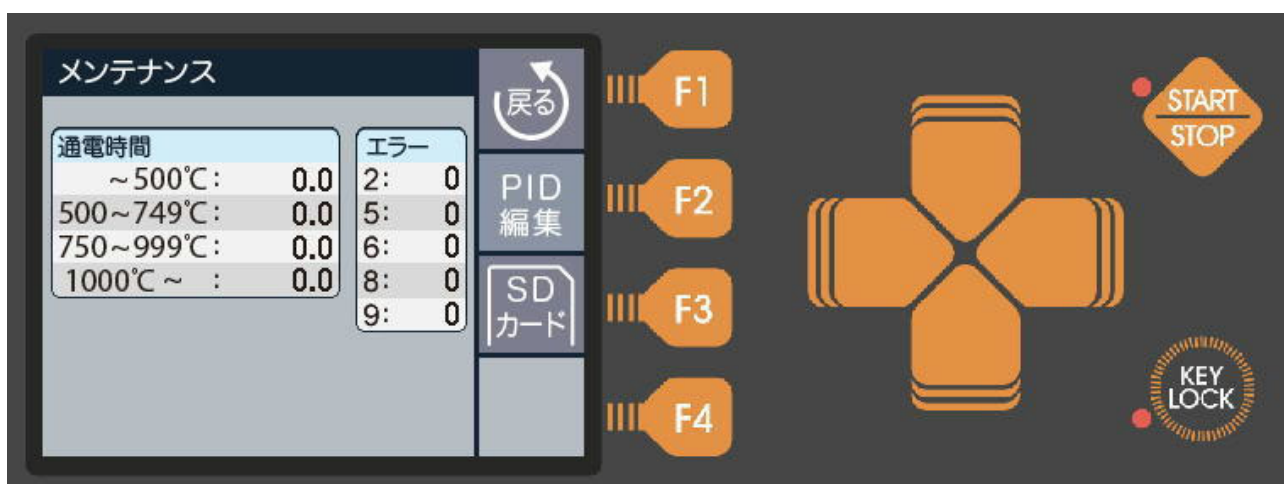 メンテナンス
通電時間
~500℃: 0.0
500~749℃: 0.0
750~999℃: 0.0
1000℃~ : 0.0
エラー
2: 0
5: 0
6: 0
8: 0
9: 0
戻る
PID
編集
SD
カード
F1
F2
F3
F4
START
STOP
KEY
LOCK